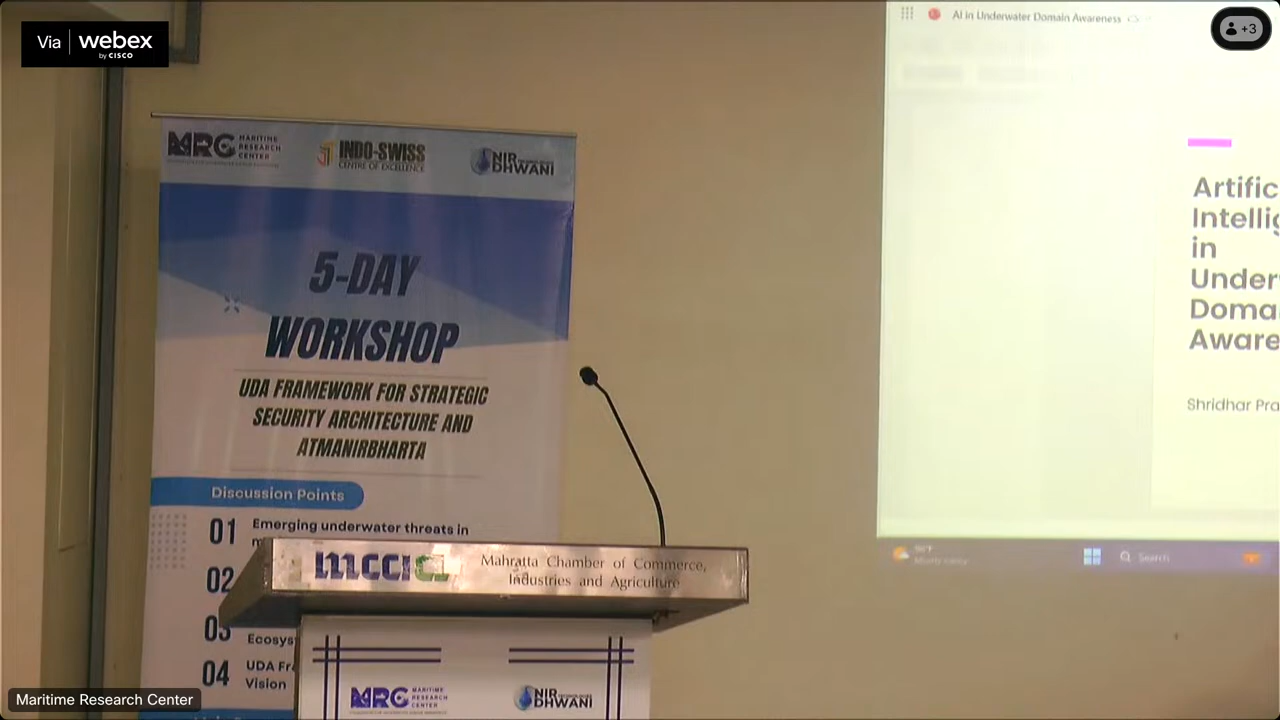 Via webex
by CISCO
AI in Underwater Domain Awareness
+3
MRC MARITIME
RESEARCH
CENTER
INDO-SWISS
CENTRE OF EXCELLENCE
NIR
DHWANI
TECHNOLOGIES
5-DAY
WORKSHOP
UDA FRAMEWORK FOR STRATEGIC
SECURITY ARCHITECTURE AND
ATMANIRBHARTA
Discussion Points
01 Emerging underwater threats in
02
03
Ecosys
04 UDA Fr
Vision
mccia Mahratta Chamber of Commerce,
Industries and Agriculture
MRC MARITIME
RESEARCH
CENTER
NIR
DHWANI
TECHNOLOGIES
Artific
Intellig
in
Under
Doma
Aware
Shridhar Pra
Search
Maritime Research Center